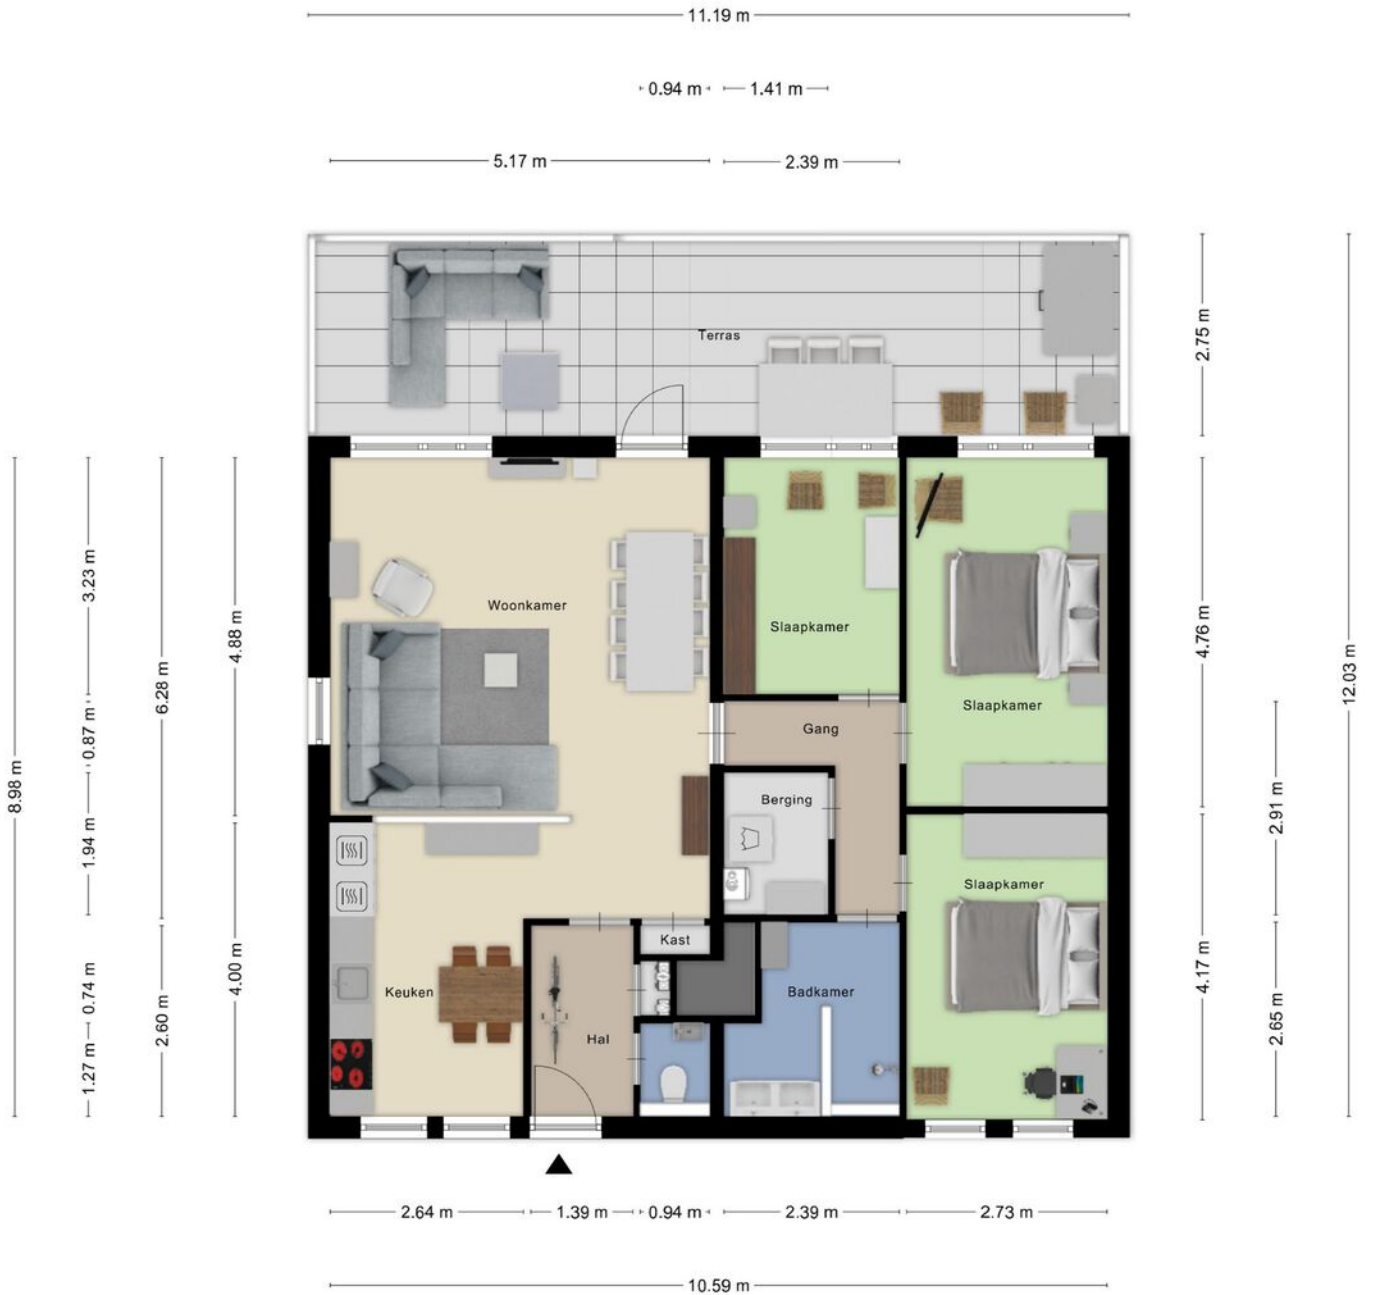 11.19 m
0.94 m
1.41 m
5.17 m
2.39 m
Terras
2.75 m
12.03 m
8.98 m
3.23 m
0.87 m
1.94 m
0.74 m
1.27 m
6.28 m
2.60 m
4.88 m
4.00 m
Woonkamer
Slaapkamer
Slaapkamer
4.76 m
Gang
Berging
2.91 m
Slaapkamer
Kast
Keuken
Badkamer
Hal
4.17 m
2.65 m
2.64 m
1.39 m
0.94 m
2.39 m
2.73 m
10.59 m